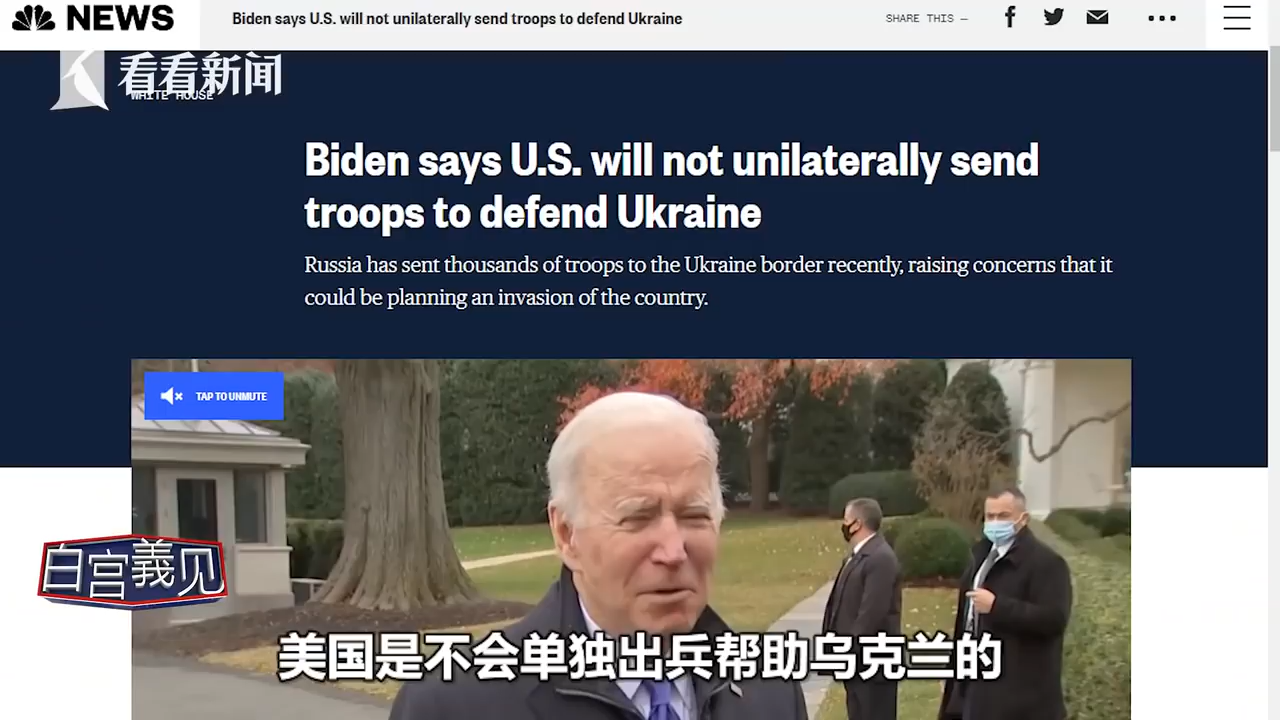 NEWS
Biden says U.S. will not unilaterally send troops to defend Ukraine
SHARE THIS —
看看新闻
WHITE HOUSE
Biden says U.S. will not unilaterally send
troops to defend Ukraine
Russia has sent thousands of troops to the Ukraine border recently, raising concerns that it
could be planning an invasion of the country.
TAP TO UNMUTE
白宫義见
美国是不会单独出兵帮助乌克兰的